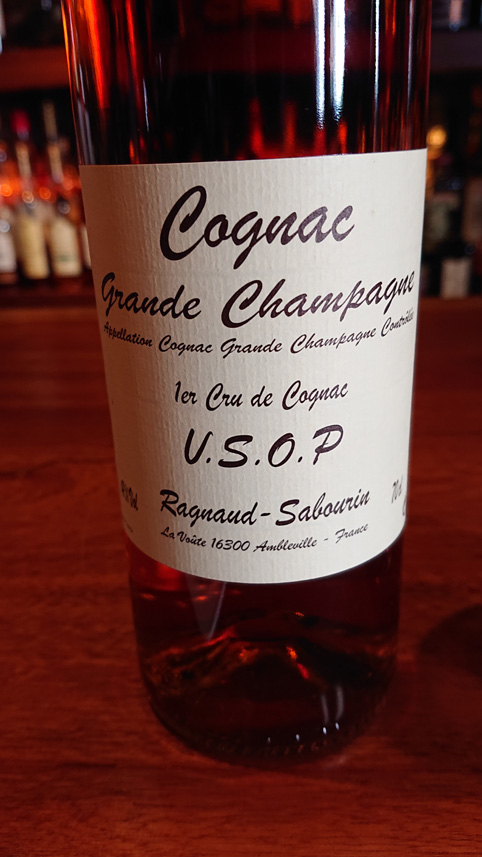 Cognac
Grande Champagne
Appellation Cognac Grande Champagne Contrôlée
1er Cru de Cognac
V.S.O.P
Ragnaud-Sabourin
La Voûte 16300 Ambleville - France